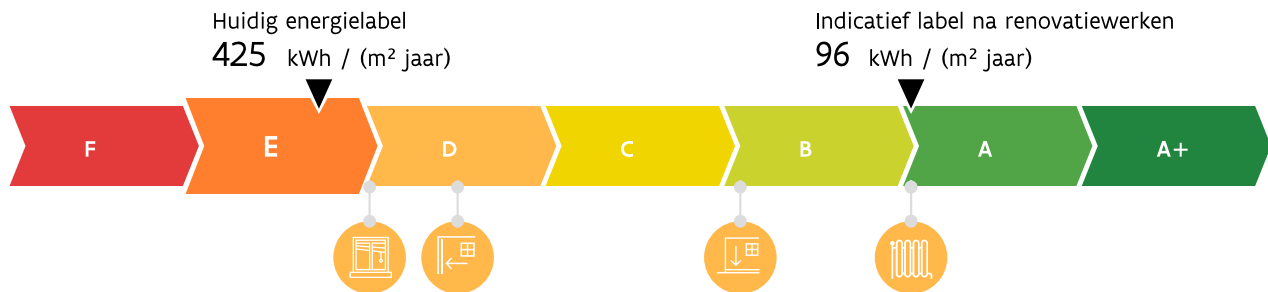 Huidig energielabel
425 kWh / (m² jaar)
Indicatief label na renovatiewerken
96 kWh / (m² jaar)
F E D C B A A+